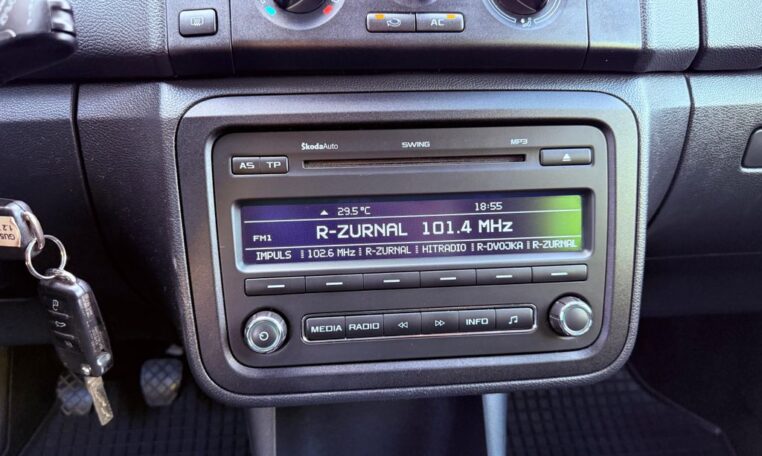 AC
ŠkodaAuto SWING MP3
AS TP
29.5°C 18:55
FM1 R-ZURNAL 101.4 MHz
IMPULS 102.6 MHz R-ZURNAL HITRADIO R-DVOJKA R-ZURNAL
MEDIA RADIO INFO